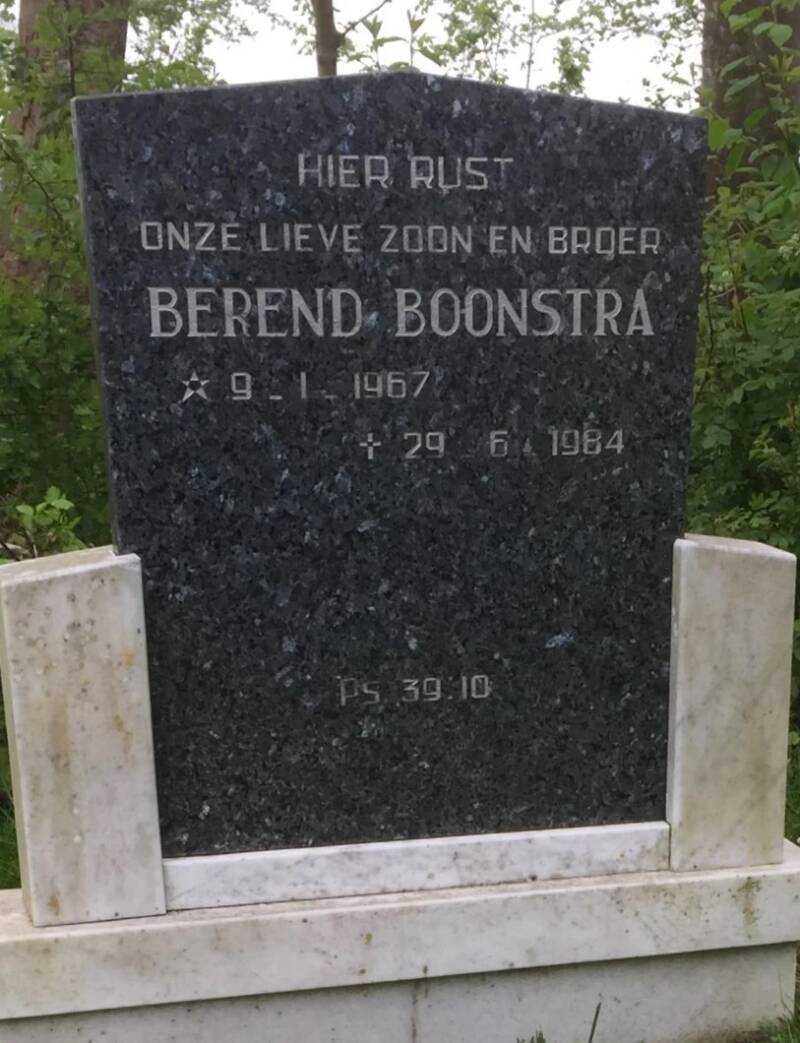 HIER RUST
ONZE LIEVE ZOON EN BROER
BEREND BOONSTRA
☆ 9 - 1 - 1967
✝ 29 - 6 - 1984
Ps 39:10